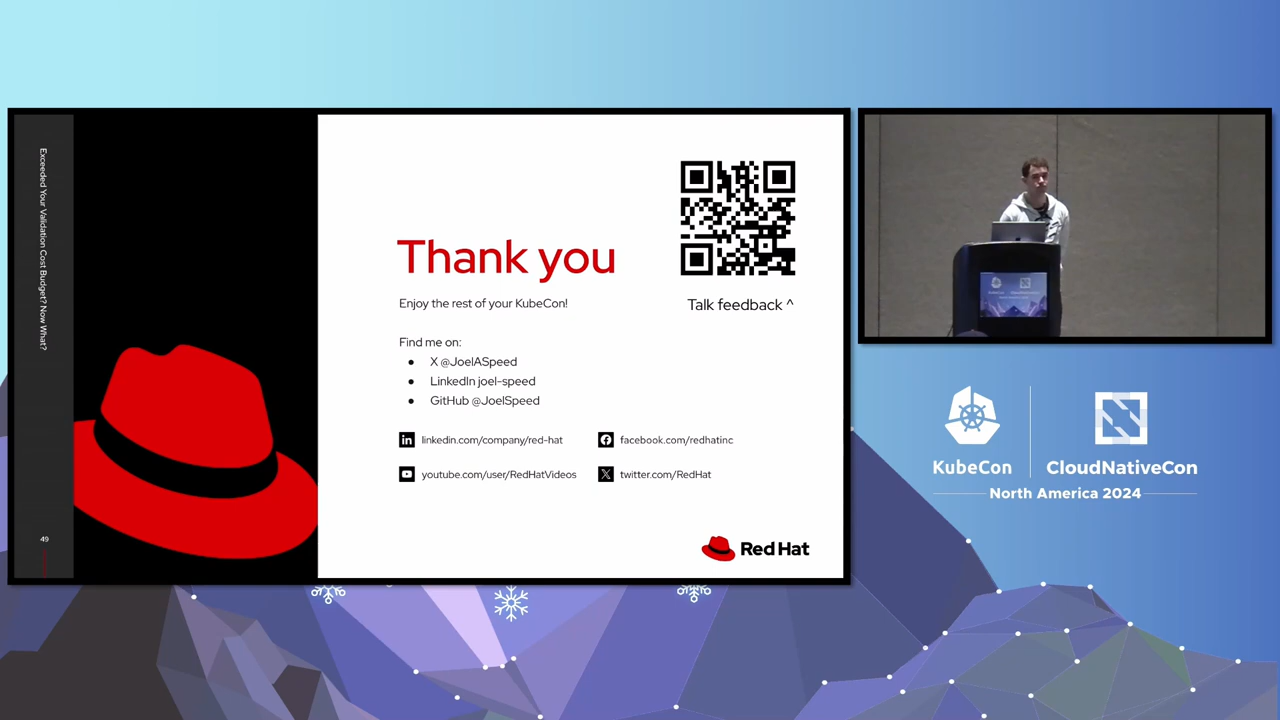 Exceeded Your Validation Cost Budget? Now What?
49
Thank you
Enjoy the rest of your KubeCon!
Find me on:
● X @JoelASpeed
● LinkedIn joel-speed
● GitHub @JoelSpeed
linkedin.com/company/red-hat
facebook.com/redhatinc
youtube.com/user/RedHatVideos
twitter.com/RedHat
Talk feedback ^
Red Hat
KubeCon
CloudNativeCon
North America 2024